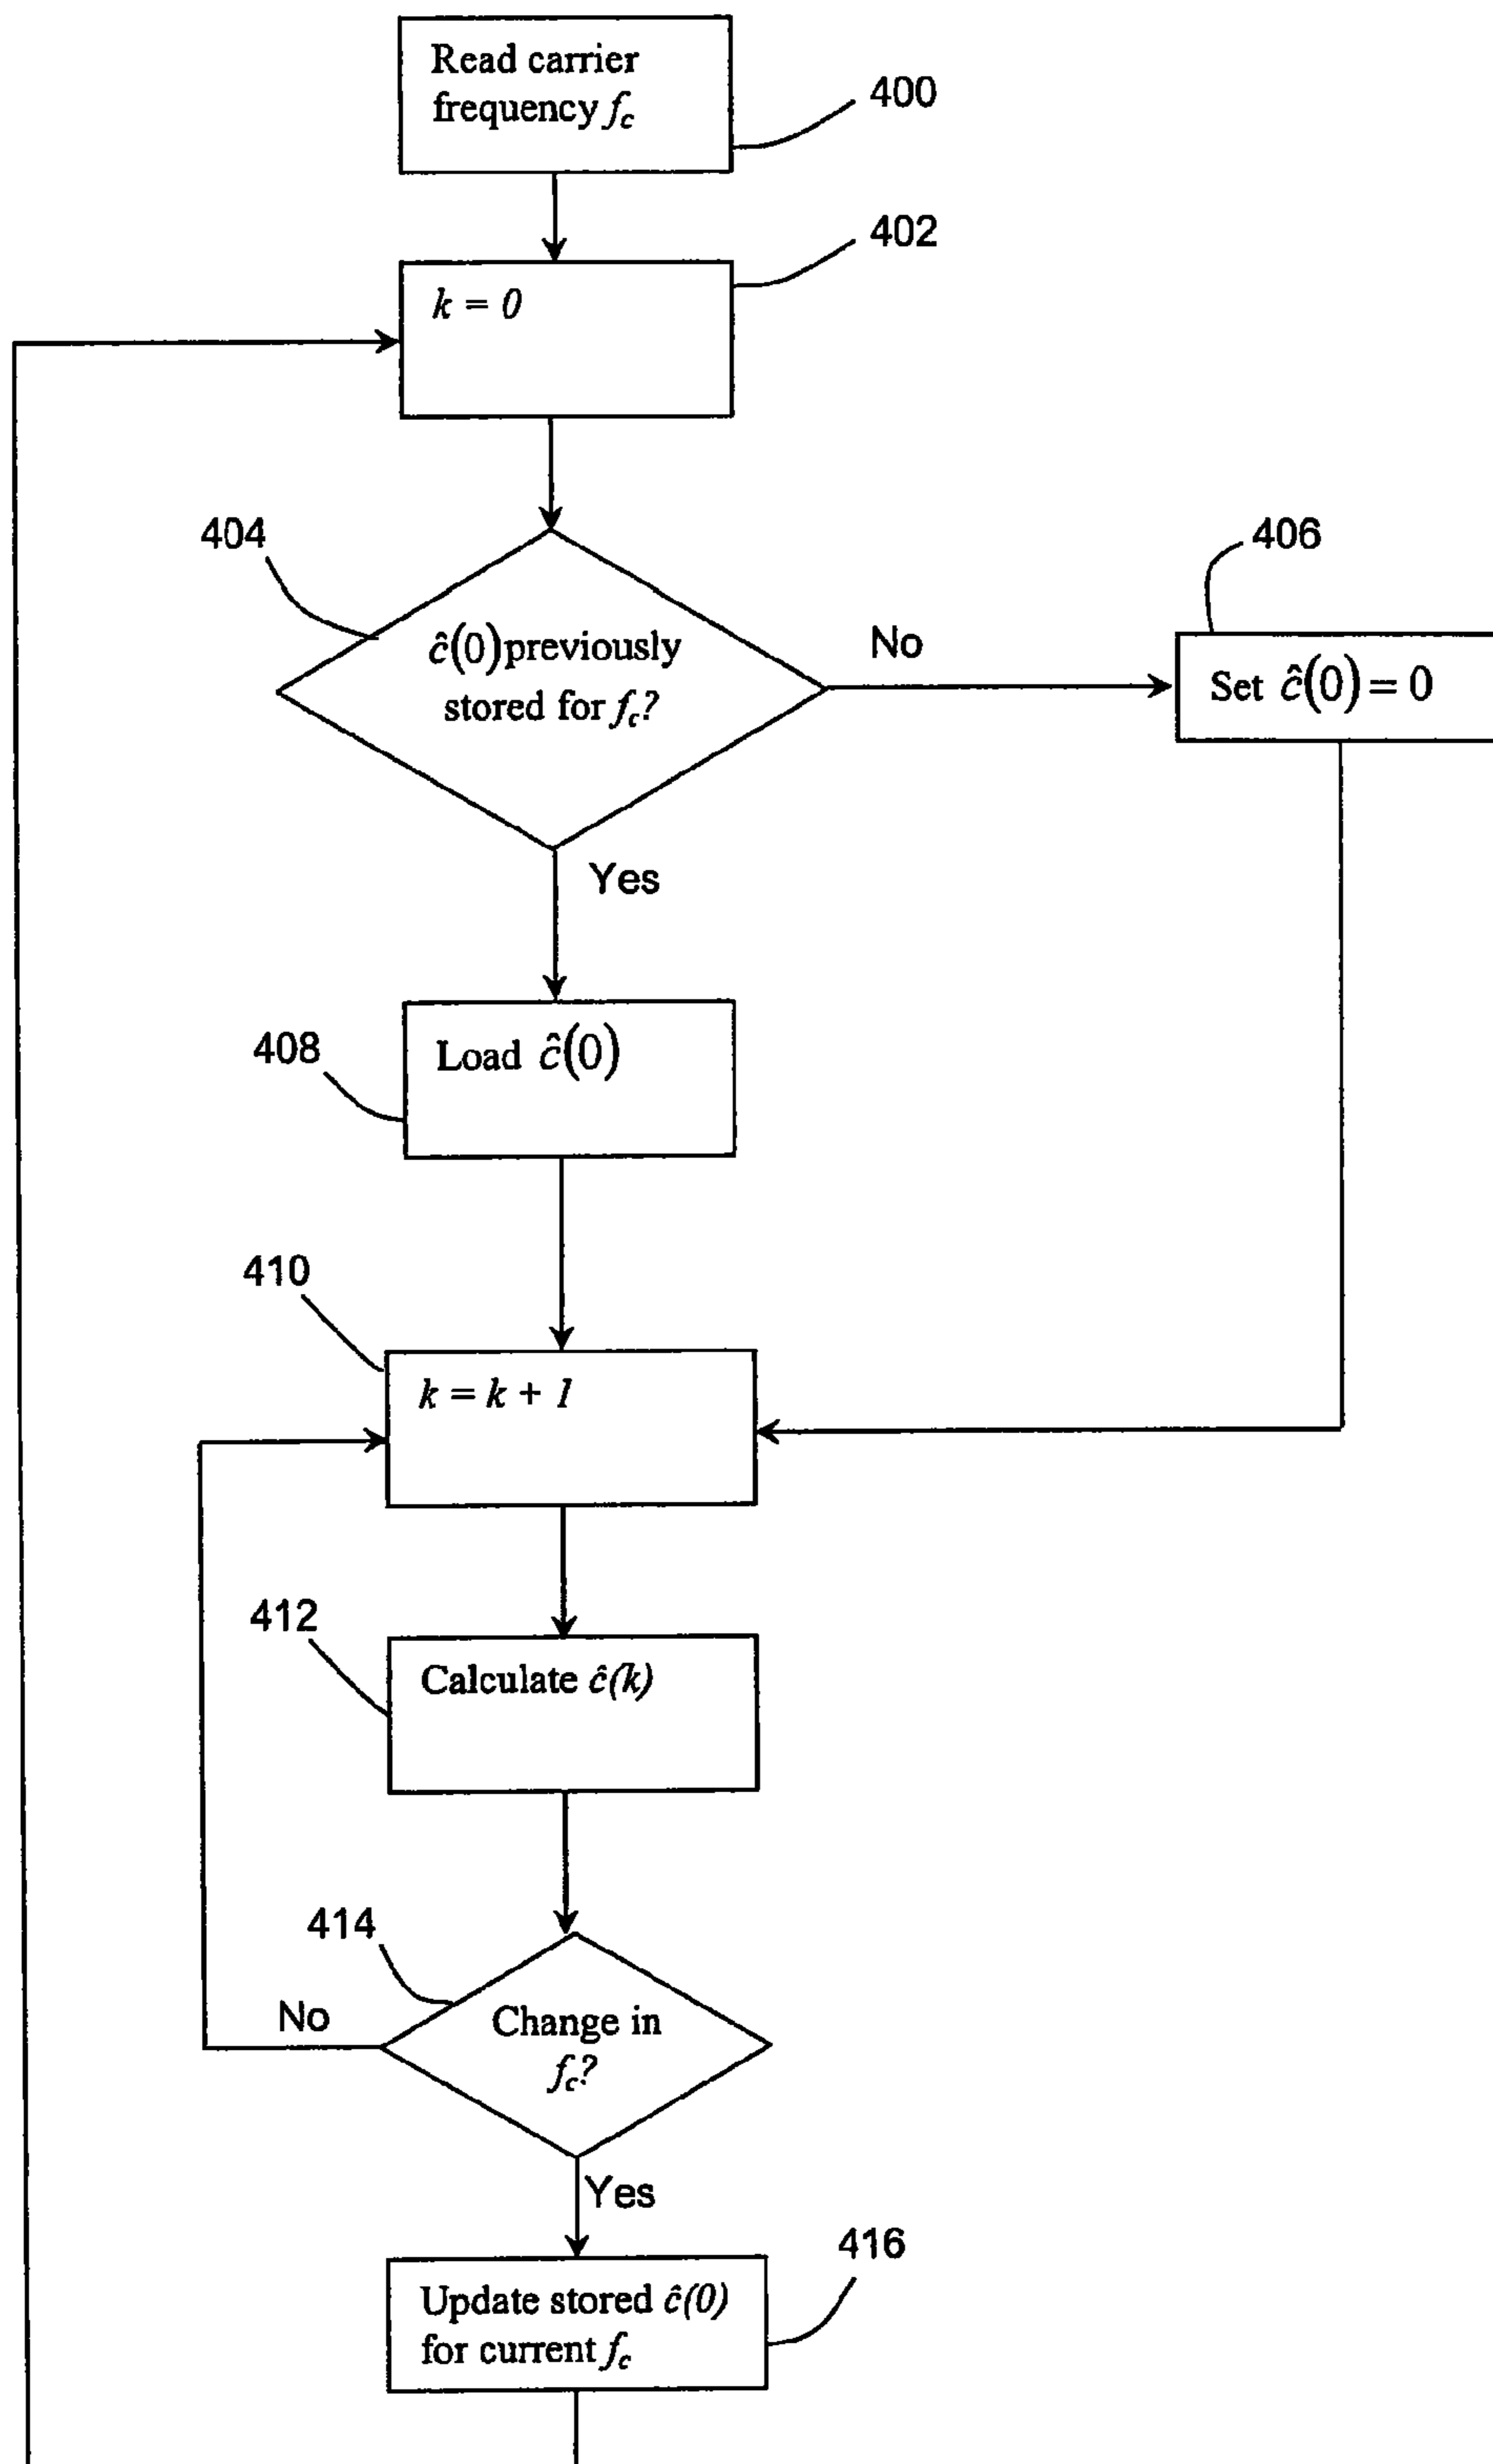 Read carrier
frequency f_c
400
402
k = 0
404
ĉ(0) previously
stored for f_c?
No
406
Set ĉ(0) = 0
Yes
408
Load ĉ(0)
410
k = k + 1
412
Calculate ĉ(k)
414
No
Change in
f_c?
Yes
416
Update stored ĉ(0)
for current f_c